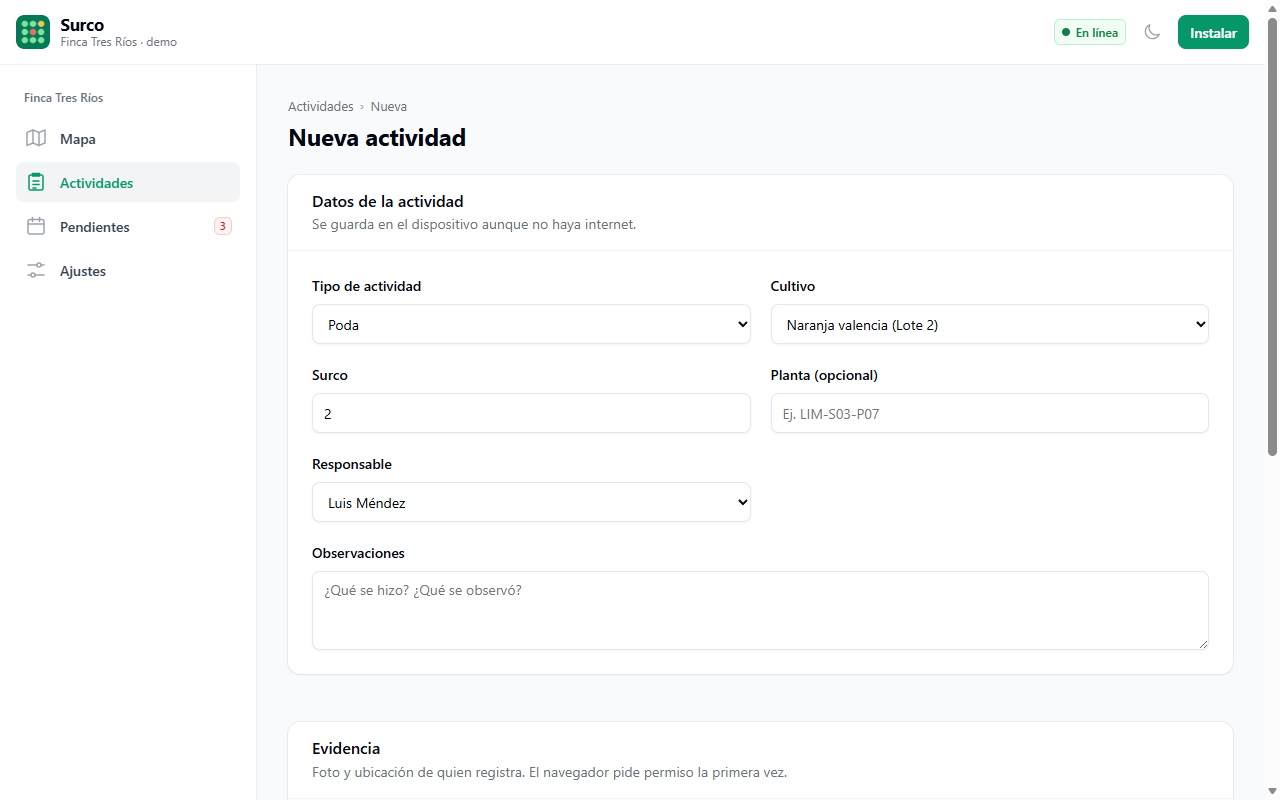 Surco
Finca Tres Ríos · demo
En línea
Instalar
Finca Tres Ríos
Mapa
Actividades
Pendientes
3
Ajustes
Actividades › Nueva
Nueva actividad
Datos de la actividad
Se guarda en el dispositivo aunque no haya internet.
Tipo de actividad
Cultivo
Poda
Naranja valencia (Lote 2)
Surco
Planta (opcional)
2
Ej. LIM-S03-P07
Responsable
Luis Méndez
Observaciones
¿Qué se hizo? ¿Qué se observó?
Evidencia
Foto y ubicación de quien registra. El navegador pide permiso la primera vez.